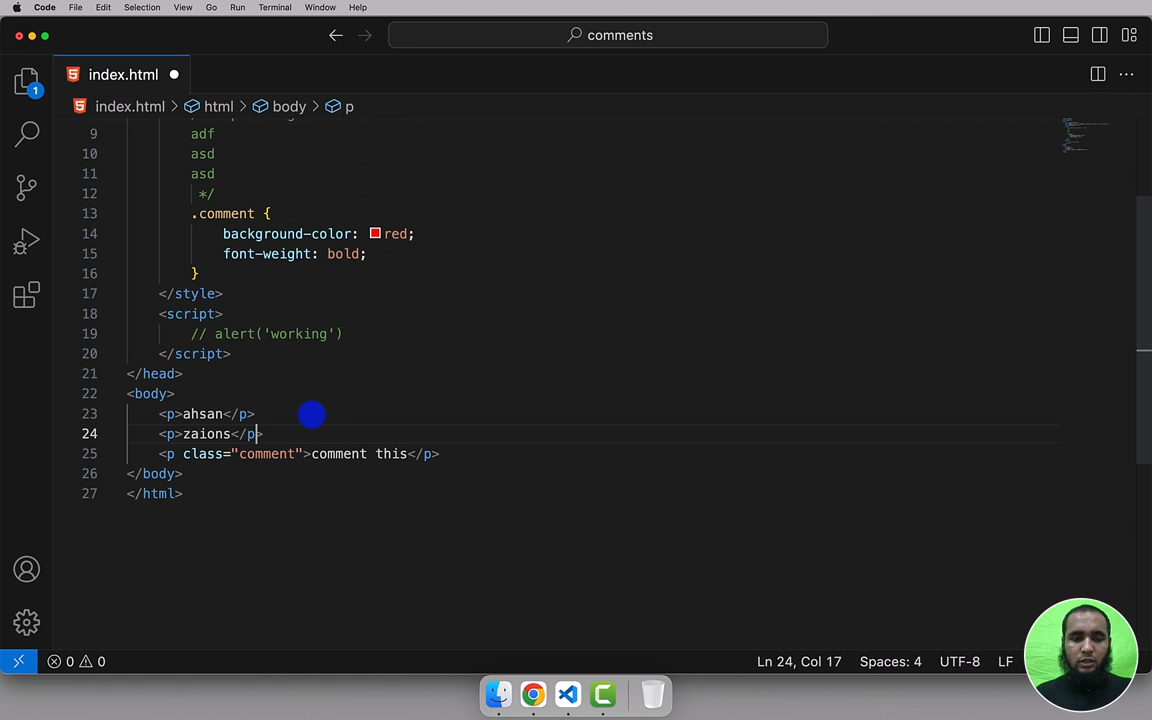 Code File Edit Selection View Go Run Terminal Window Help
comments
index.html
index.html > html > body > p
1
9 adf
10 asd
11 asd
12 */
13 .comment {
14 background-color: red;
15 font-weight: bold;
16 }
17 </style>
18 <script>
19 // alert('working')
20 </script>
21 </head>
22 <body>
23 <p>ahsan</p>
24 <p>zaions</p>
25 <p class="comment">comment this</p>
26 </body>
27 </html>
0 0 Ln 24, Col 17 Spaces: 4 UTF-8 LF